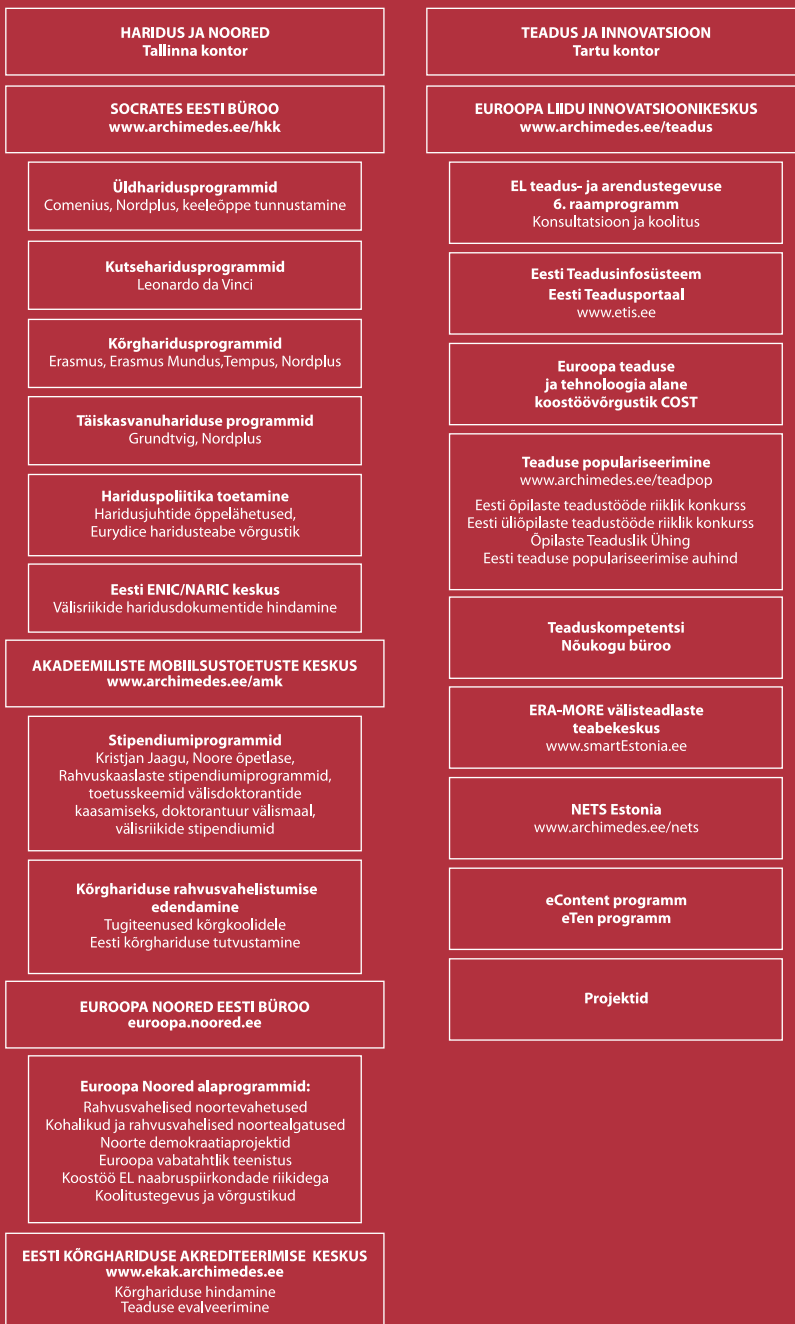 HARIDUS JA NOORED
Tallinna kontor
SOCRATES EESTI BÜROO
www.archimedes.ee/hkk
Üldharidusprogrammid
Comenius, Nordplus, keeleõppe tunnustamine
Kutseharidusprogrammid
Leonardo da Vinci
Kõrgharidusprogrammid
Erasmus, Erasmus Mundus,Tempus, Nordplus
Täiskasvanuhariduse programmid
Grundtvig, Nordplus
Hariduspoliitika toetamine
Haridusjuhtide õppelähetused,
Eurydice haridusteabe võrgustik
Eesti ENIC/NARIC keskus
Välisriikide haridusdokumentide hindamine
AKADEEMILISTE MOBIILSUSTOETUSTE KESKUS
www.archimedes.ee/amk
Stipendiumiprogrammid
Kristjan Jaagu, Noore õpetlase,
Rahvuskaaslaste stipendiumiprogrammid,
toetusskeemid välisdoktorantide
kaasamiseks, doktorantuur välismaal,
välisriikide stipendiumid
Kõrghariduse rahvusvahelistumise
edendamine
Tugiteenused kõrgkoolidele
Eesti kõrghariduse tutvustamine
EUROOPA NOORED EESTI BÜROO
euroopa.noored.ee
Euroopa Noored alaprogrammid:
Rahvusvahelised noortevahetused
Kohalikud ja rahvusvahelised noortealgatused
Noorte demokraatiaprojektid
Euroopa vabatahtlik teenistus
Koostöö EL naabruspiirkondade riikidega
Koolitustegevus ja võrgustikud
EESTI KÕRGHARIDUSE AKREDITEERIMISE KESKUS
www.ekak.archimedes.ee
Kõrghariduse hindamine
Teaduse evalveerimine
TEADUS JA INNOVATSIOON
Tartu kontor
EUROOPA LIIDU INNOVATSIOONIKESKUS
www.archimedes.ee/teadus
EL teadus- ja arendustegevuse
6. raamprogramm
Konsultatsioon ja koolitus
Eesti Teadusinfosüsteem
Eesti Teadusportaal
www.etis.ee
Euroopa teaduse
ja tehnoloogia alane
koostöövõrgustik COST
Teaduse populariseerimine
www.archimedes.ee/teadpop
Eesti õpilaste teadustööde riiklik konkurss
Eesti üliõpilaste teadustööde riiklik konkurss
Õpilaste Teaduslik Ühing
Eesti teaduse populariseerimise auhind
Teaduskompetentsi
Nõukogu büroo
ERA-MORE välisteadlaste
teabekeskus
www.smartEstonia.ee
NETS Estonia
www.archimedes.ee/nets
eContent programm
eTen programm
Projektid